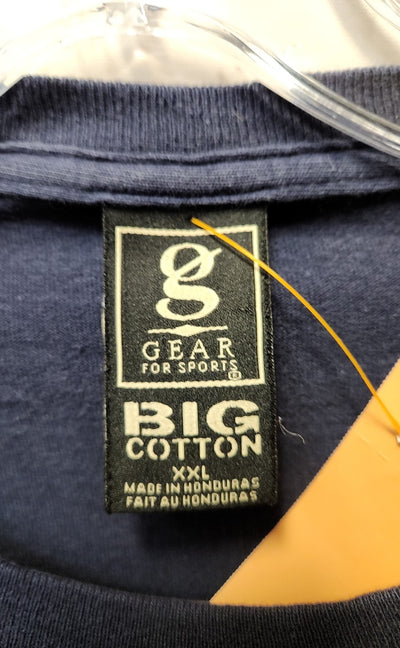 g
GEAR
FOR SPORTS®
BIG
COTTON
XXL
MADE IN HONDURAS
FAIT AU HONDURAS